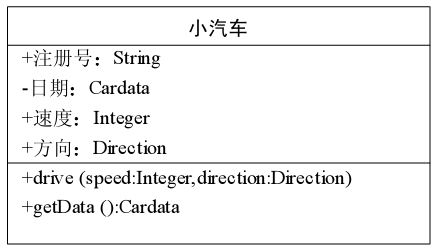 小汽车
+注册号：String
-日期：Cardata
+速度：Integer
+方向：Direction
+drive (speed:Integer,direction:Direction)
+getData ():Cardata